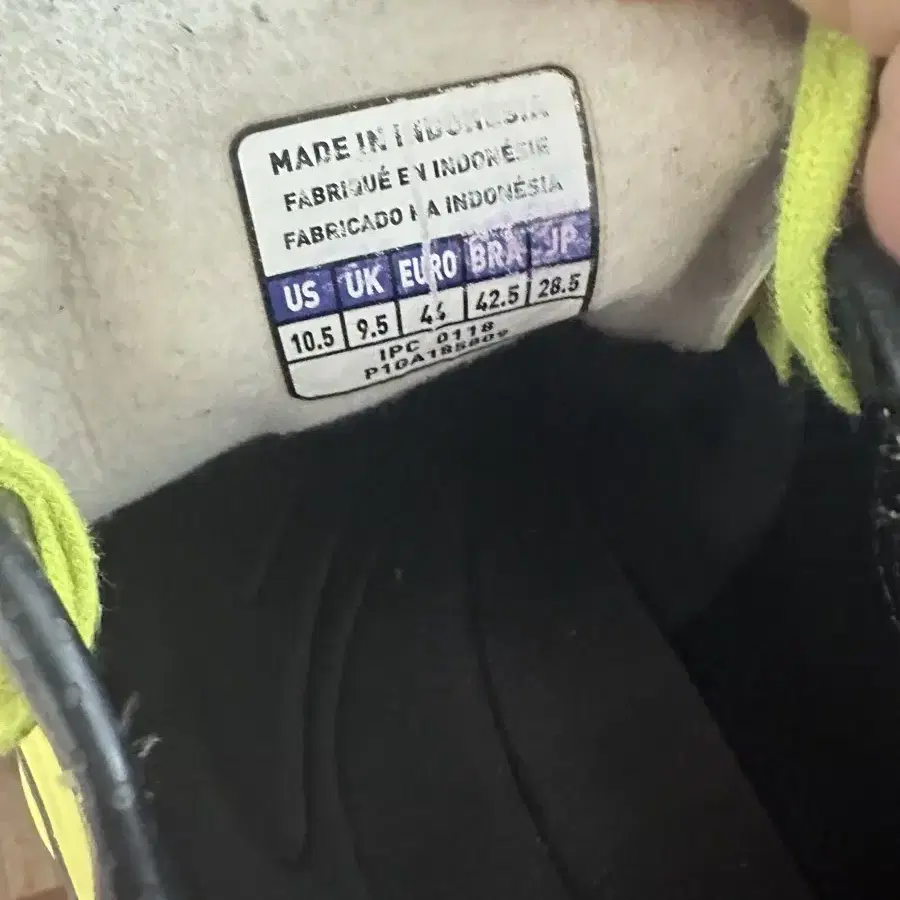 MADE IN INDONESIA
FABRIQUÉ EN INDONÉSIE
FABRICADO NA INDONÉSIA
US UK EURO BRA JP
10.5 9.5 44 42.5 28.5
IPC 0118